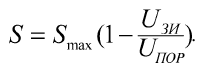 S = S_max (1 - U_ЗИ / U_ПОР).